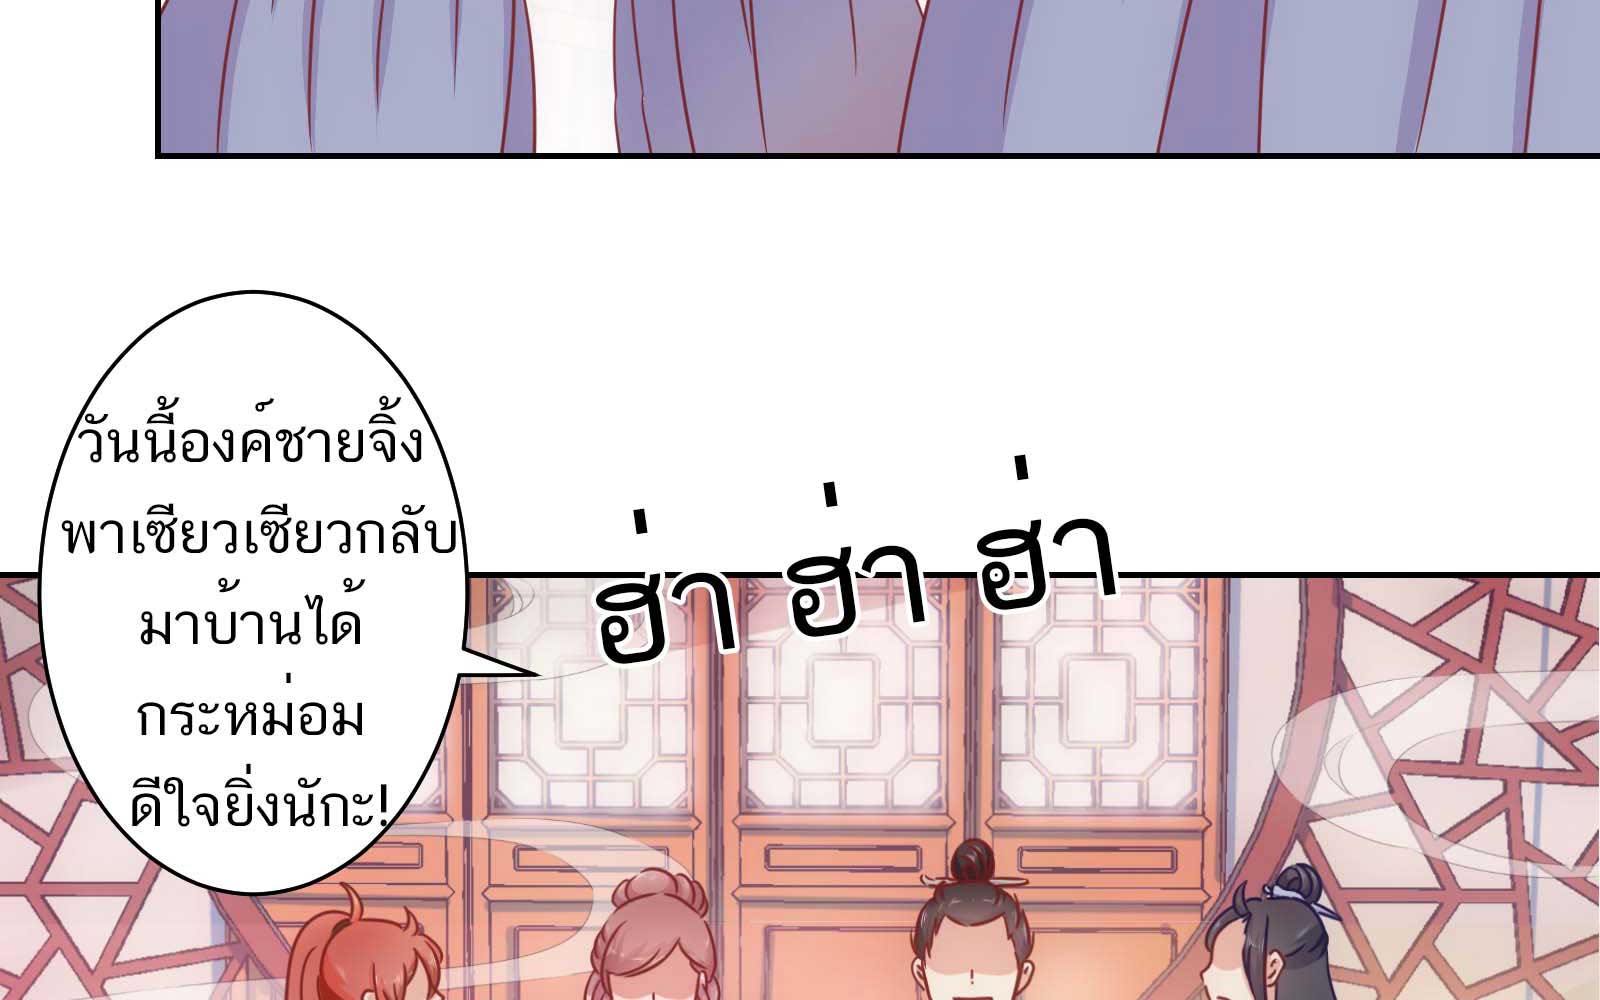 วันนี้องค์ชายจิ้ง
พาเซียวเซียวกลับ
มาบ้านได้
กระหม่อม
ดีใจยิ่งนักะ!
ฮ่า ฮ่า ฮ่า